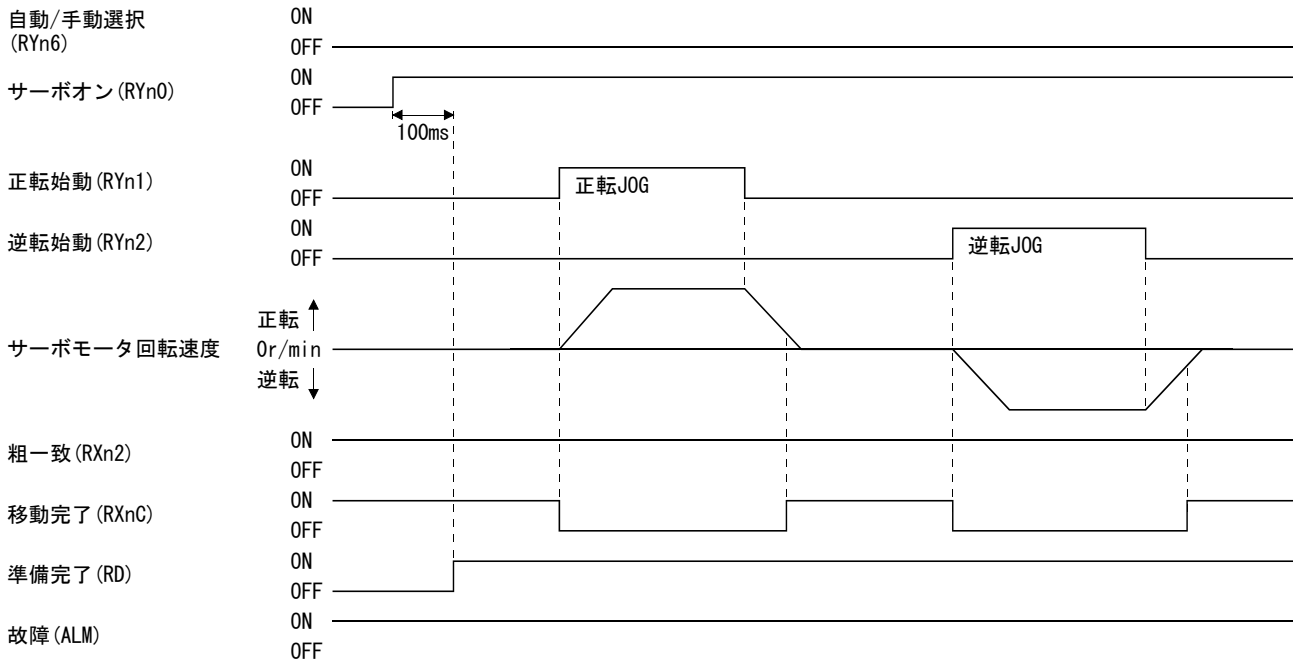 自動/手動選択
(RYn6)
ON
OFF
サーボオン(RYn0)
ON
OFF
100ms
正転始動(RYn1)
ON
OFF
正転JOG
逆転始動(RYn2)
ON
OFF
逆転JOG
サーボモータ回転速度
正転
0r/min
逆転
粗一致(RXn2)
ON
OFF
移動完了(RXnC)
ON
OFF
準備完了(RD)
ON
OFF
故障(ALM)
ON
OFF